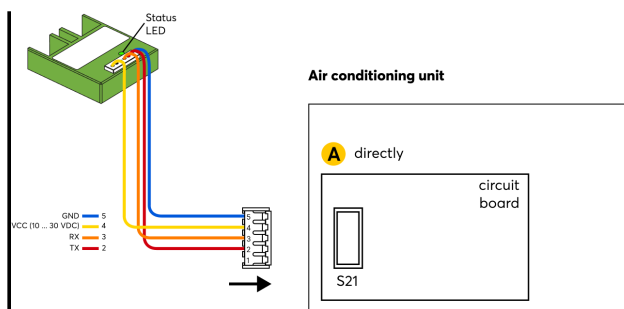 Status
LED
Air conditioning unit
A directly
circuit
board
S21
GND 5
VCC (10 ... 30 VDC) 4
RX 3
TX 2
5
4
3
2
1